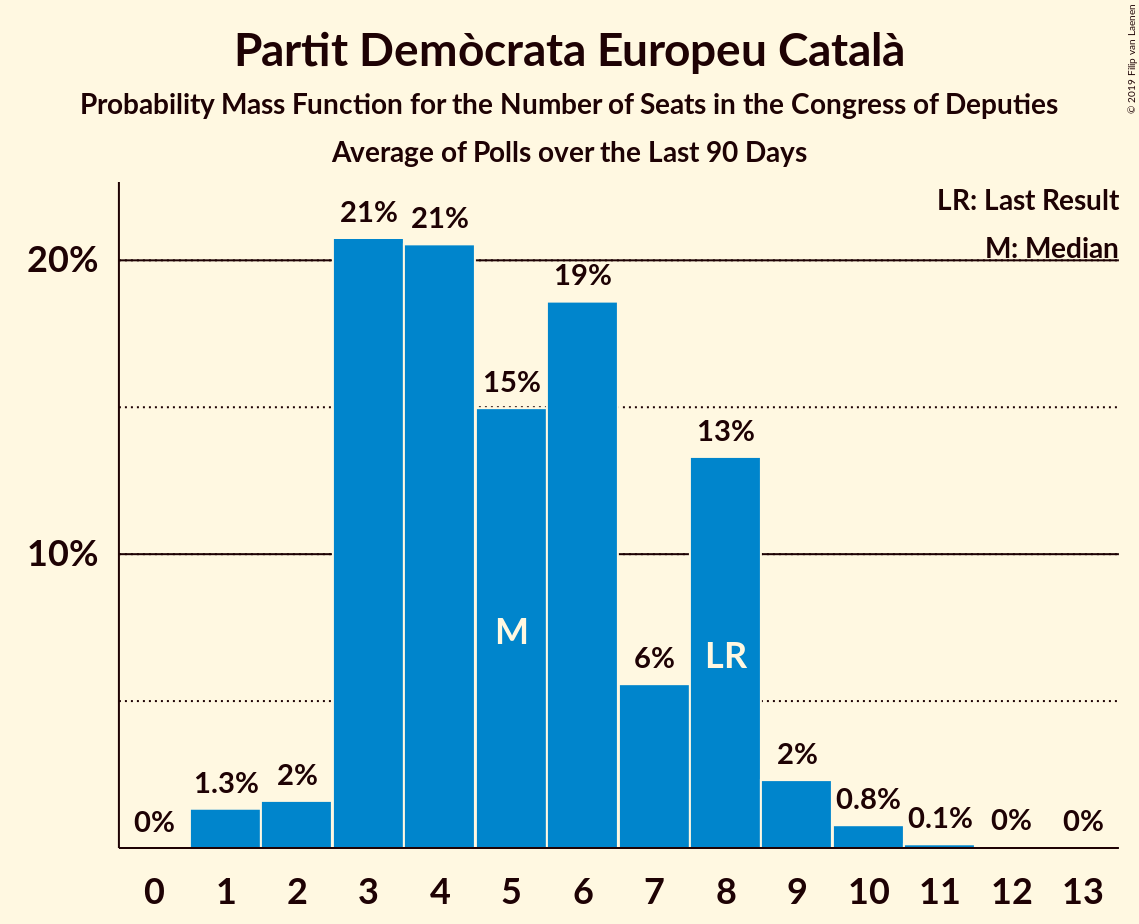 Partit Demòcrata Europeu Català
Probability Mass Function for the Number of Seats in the Congress of Deputies
Average of Polls over the Last 90 Days
© 2019 Filip van Laenen
LR: Last Result
M: Median
20%
10%
0%
1.3%
2%
21%
21%
15%
19%
6%
13%
2%
0.8%
0.1%
0%
0%
M
LR
0 1 2 3 4 5 6 7 8 9 10 11 12 13